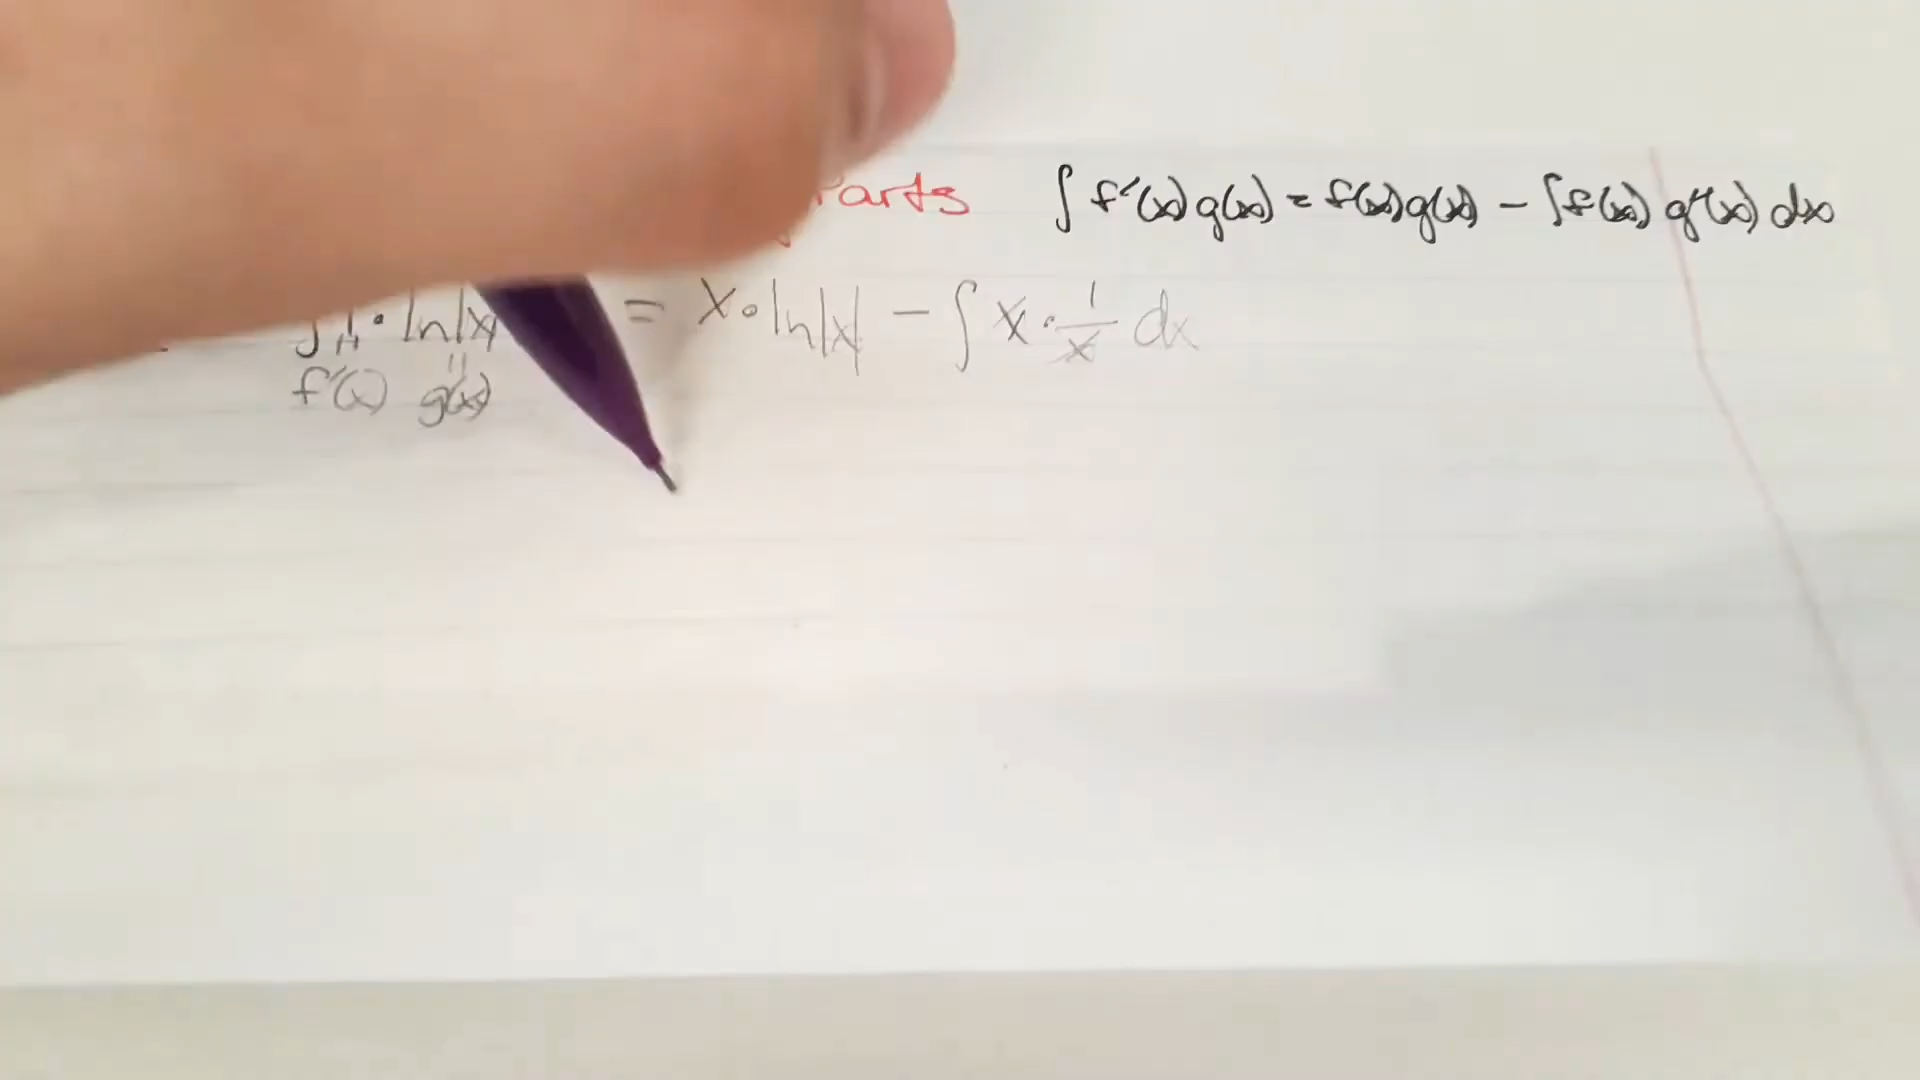 Parts ∫ f'(x) g(x) = f(x) g(x) - ∫ f(x) g'(x) dx
∫ 1 · ln|x| = x · ln|x| - ∫ x · 1/x dx
f'(x) g(x)